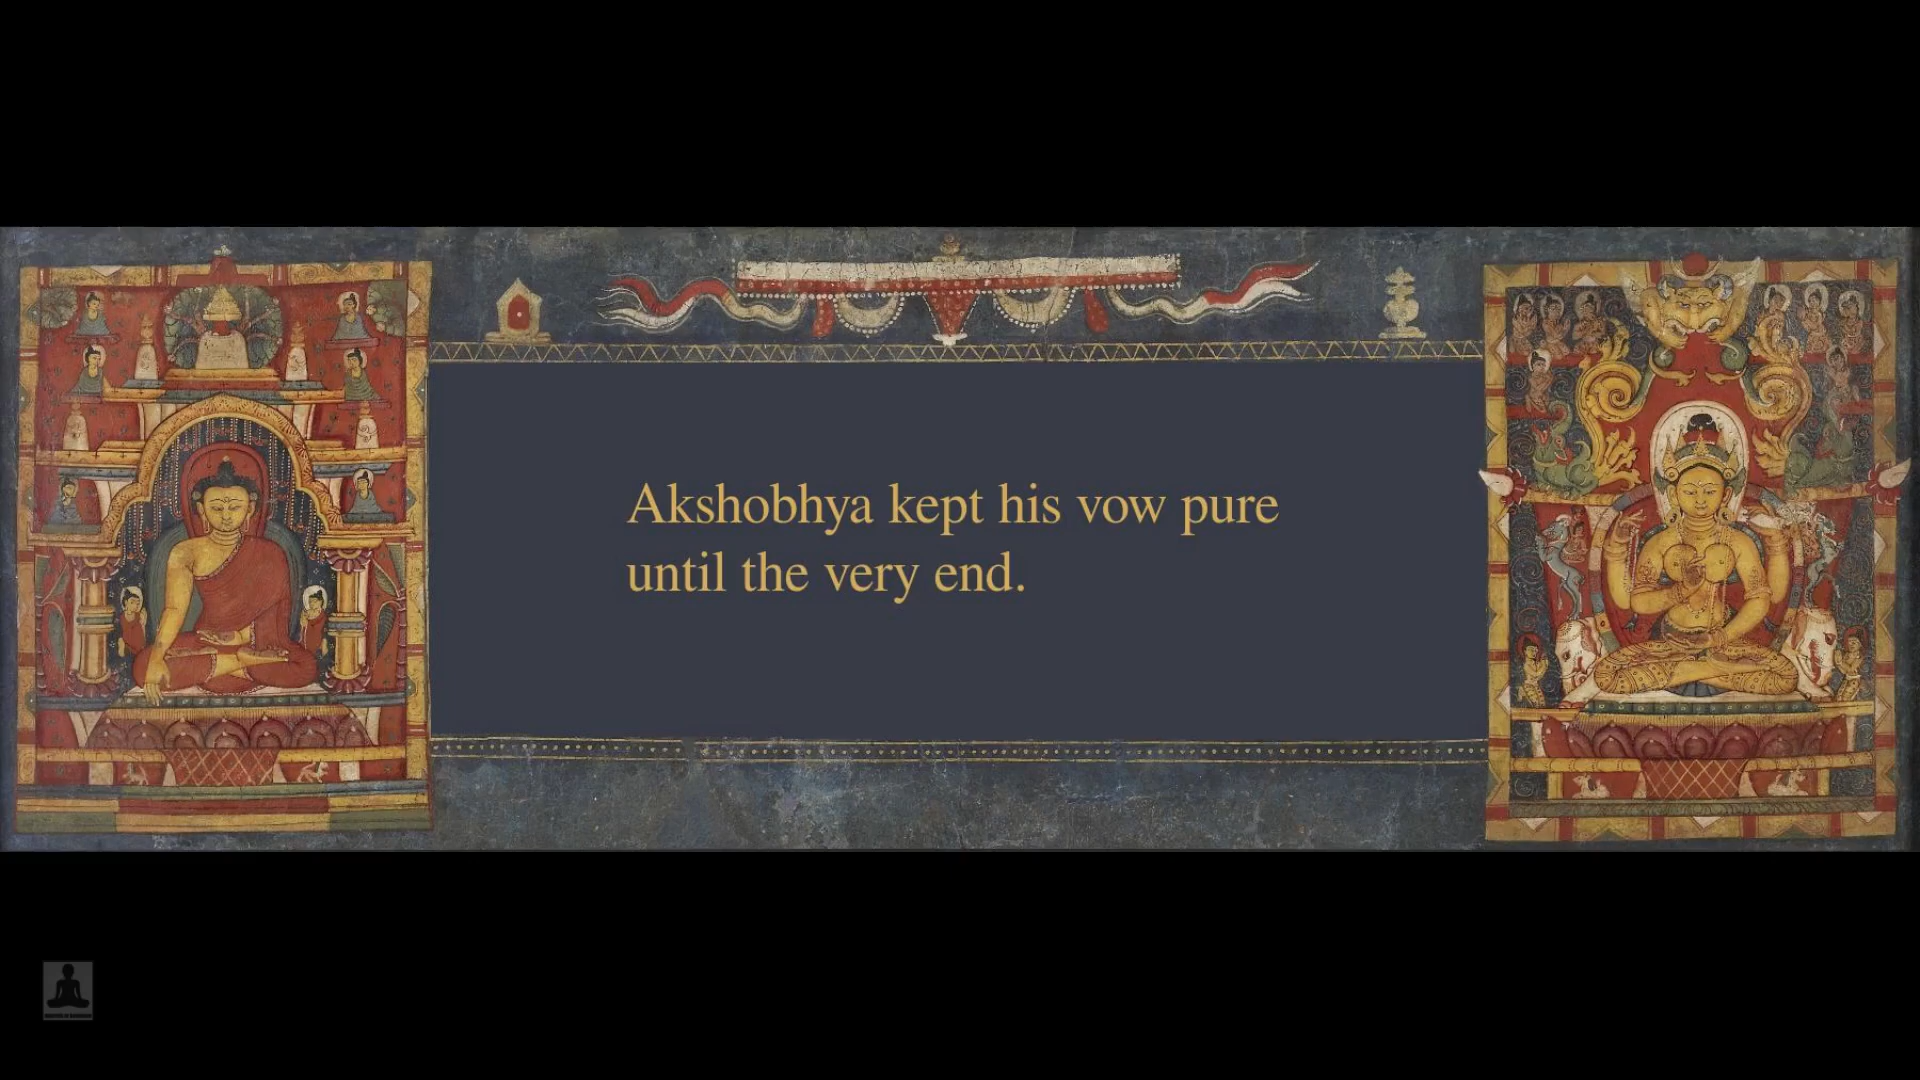 Akshobhya kept his vow pure
until the very end.